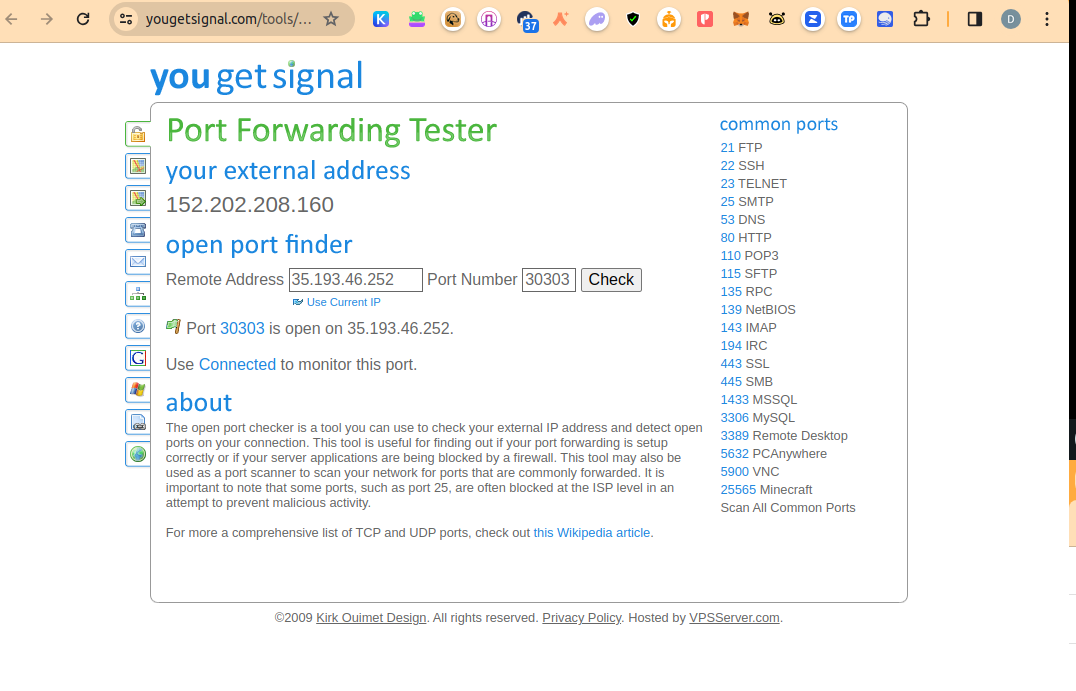 yougetsignal.com/tools/...
37
D
you get signal
Port Forwarding Tester
your external address
152.202.208.160
open port finder
Remote Address 35.193.46.252 Port Number 30303 Check
Use Current IP
Port 30303 is open on 35.193.46.252.
Use Connected to monitor this port.
about
The open port checker is a tool you can use to check your external IP address and detect open
ports on your connection. This tool is useful for finding out if your port forwarding is setup
correctly or if your server applications are being blocked by a firewall. This tool may also be
used as a port scanner to scan your network for ports that are commonly forwarded. It is
important to note that some ports, such as port 25, are often blocked at the ISP level in an
attempt to prevent malicious activity.
For more a comprehensive list of TCP and UDP ports, check out this Wikipedia article.
common ports
21 FTP
22 SSH
23 TELNET
25 SMTP
53 DNS
80 HTTP
110 POP3
115 SFTP
135 RPC
139 NetBIOS
143 IMAP
194 IRC
443 SSL
445 SMB
1433 MSSQL
3306 MySQL
3389 Remote Desktop
5632 PCAnywhere
5900 VNC
25565 Minecraft
Scan All Common Ports
©2009 Kirk Ouimet Design. All rights reserved. Privacy Policy. Hosted by VPSServer.com.